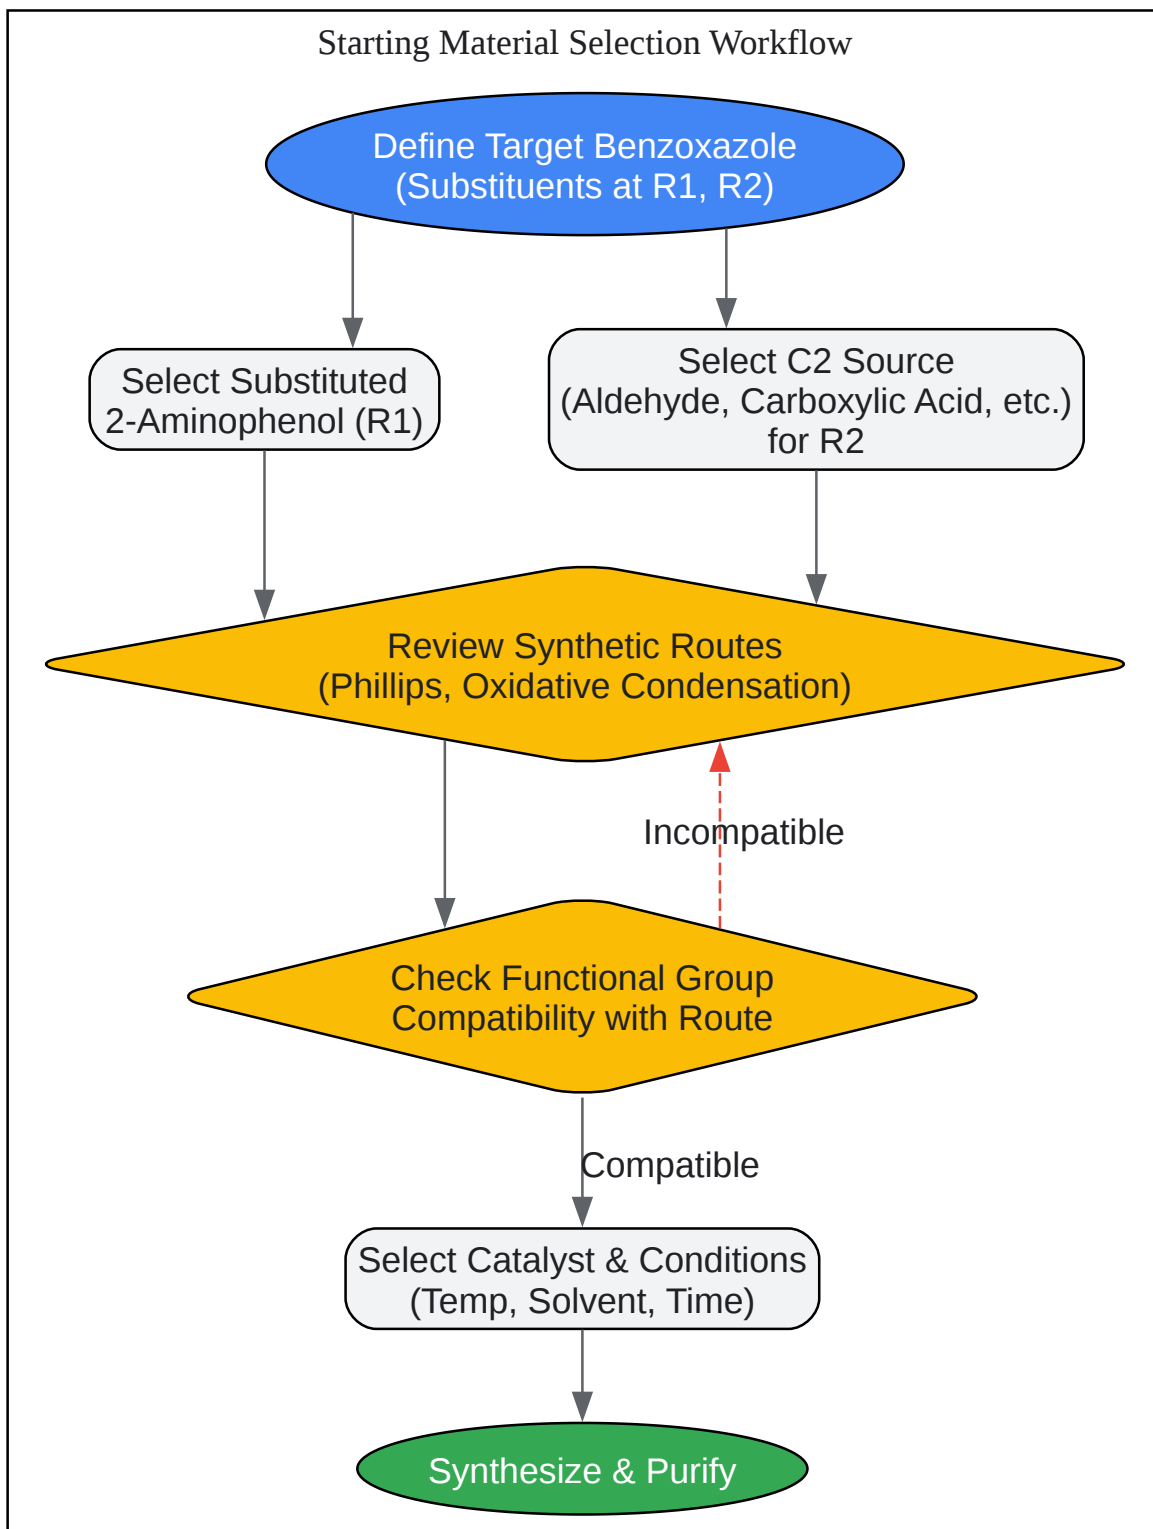 Starting Material Selection Workflow
Define Target Benzoxazole
(Substituents at R1, R2)
Select Substituted
2-Aminophenol (R1)
Select C2 Source
(Aldehyde, Carboxylic Acid, etc.)
for R2
Review Synthetic Routes
(Phillips, Oxidative Condensation)
Incompatible
Check Functional Group
Compatibility with Route
Compatible
Select Catalyst & Conditions
(Temp, Solvent, Time)
Synthesize & Purify